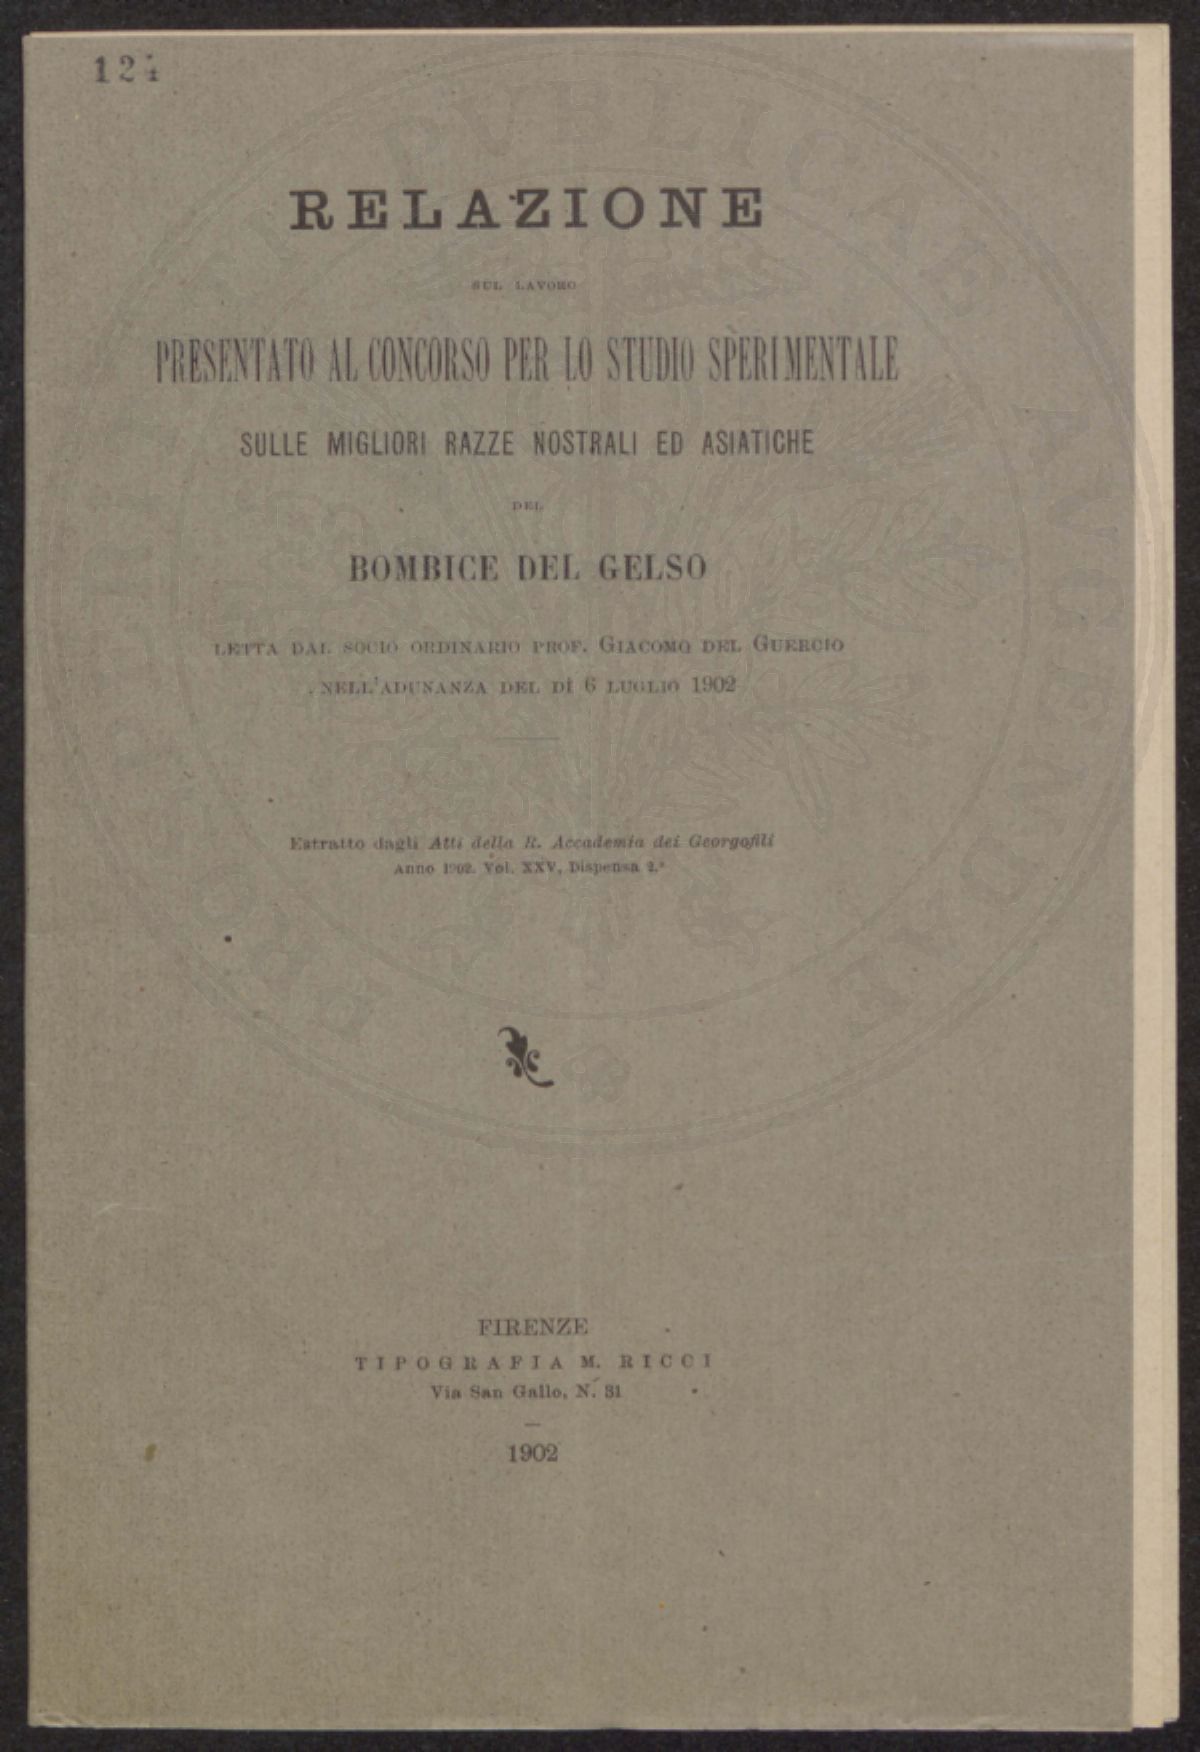 124
RELAZIONE
SUL LAVORO
PRESENTATO AL CONCORSO PER LO STUDIO SPERIMENTALE
SULLE MIGLIORI RAZZE NOSTRALI ED ASIATICHE
DEL
BOMBICE DEL GELSO
LETTA DAL SOCIO ORDINARIO PROF. GIACOMO DEL GUERCIO
NELL'ADUNANZA DEL DÌ 6 LUGLIO 1902
Estratto dagli Atti della R. Accademia dei Georgofili
Anno 1902. Vol. XXV, Dispensa 2.ª
FIRENZE
TIPOGRAFIA M. RICCI
Via San Gallo, N. 31
1902